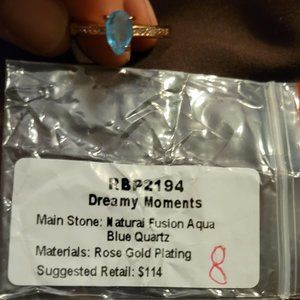 RBP2194
Dreamy Moments
Main Stone: Natural Fusion Aqua
Blue Quartz
Materials: Rose Gold Plating
Suggested Retail: $114
8